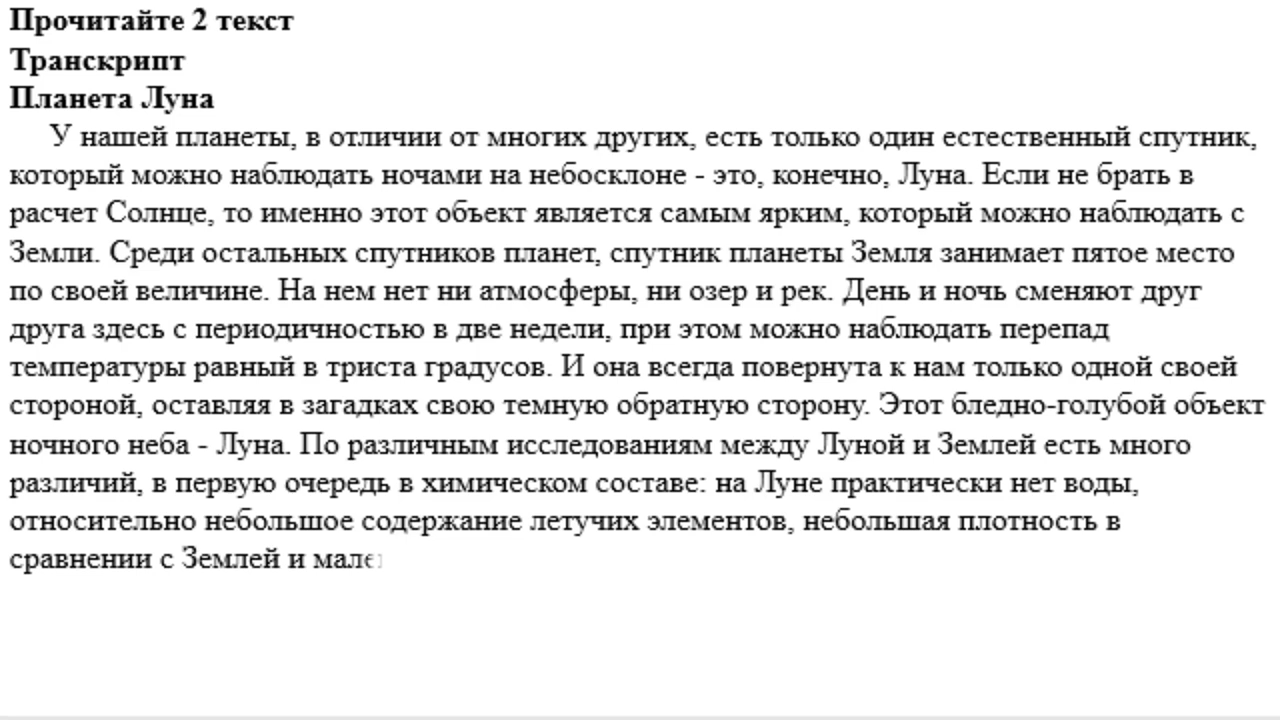 Прочитайте 2 текст
Транскрипт
Планета Луна
У нашей планеты, в отличии от многих других, есть только один естественный спутник,
который можно наблюдать ночами на небосклоне - это, конечно, Луна. Если не брать в
расчет Солнце, то именно этот объект является самым ярким, который можно наблюдать с
Земли. Среди остальных спутников планет, спутник планеты Земля занимает пятое место
по своей величине. На нем нет ни атмосферы, ни озер и рек. День и ночь сменяют друг
друга здесь с периодичностью в две недели, при этом можно наблюдать перепад
температуры равный в триста градусов. И она всегда повернута к нам только одной своей
стороной, оставляя в загадках свою темную обратную сторону. Этот бледно-голубой объект
ночного неба - Луна. По различным исследованиям между Луной и Землей есть много
различий, в первую очередь в химическом составе: на Луне практически нет воды,
относительно небольшое содержание летучих элементов, небольшая плотность в
сравнении с Землей и